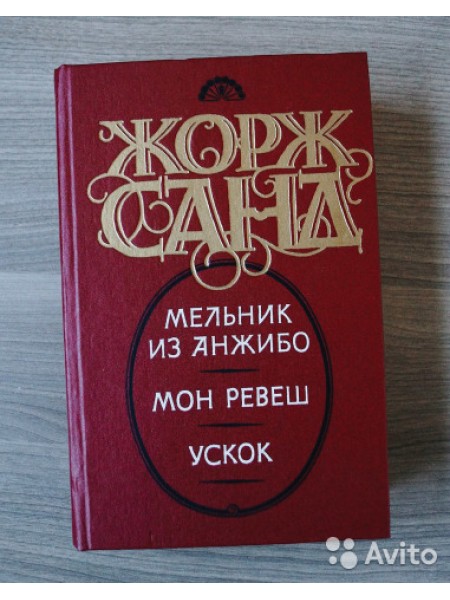 ЖОРЖ
САНД
МЕЛЬНИК
ИЗ АНЖИБО
МОН РЕВЕШ
УСКОК
Avito